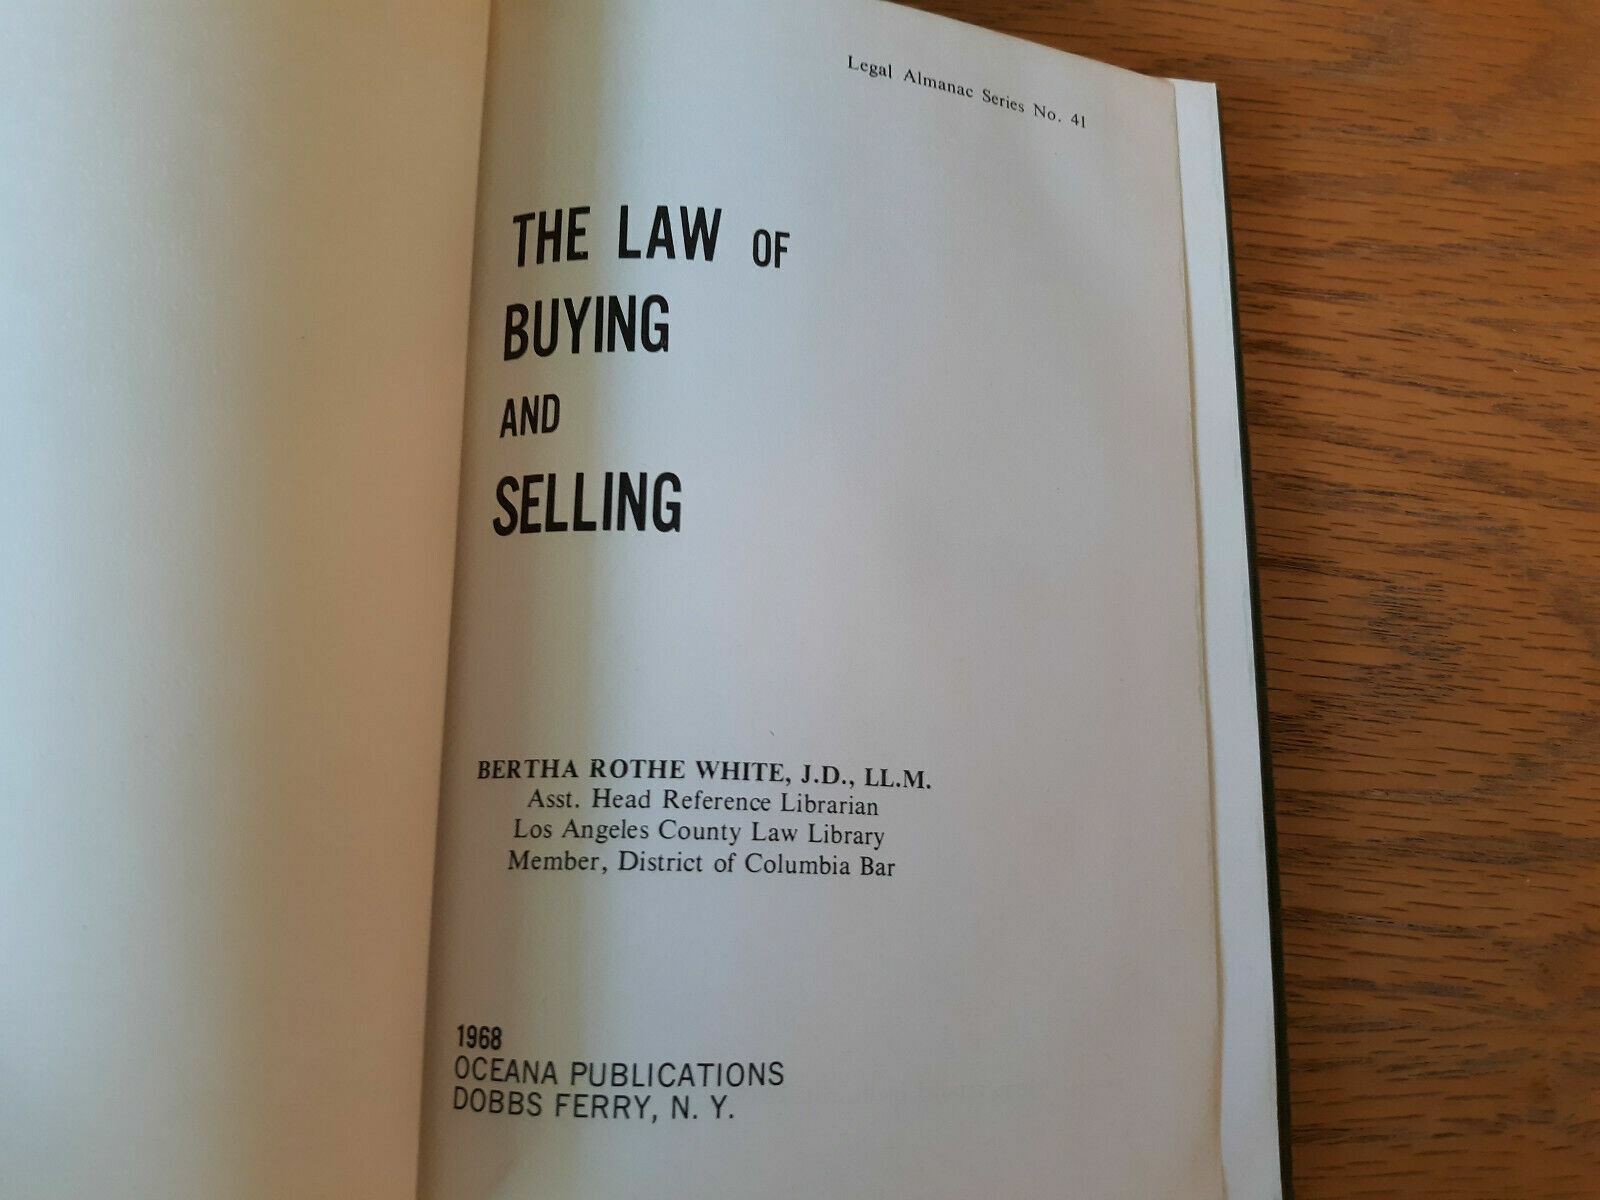 Legal Almanac Series No. 41
THE LAW OF
BUYING
AND
SELLING
BERTHA ROTHE WHITE, J.D., LL.M.
Asst. Head Reference Librarian
Los Angeles County Law Library
Member, District of Columbia Bar
1968
OCEANA PUBLICATIONS
DOBBS FERRY, N. Y.